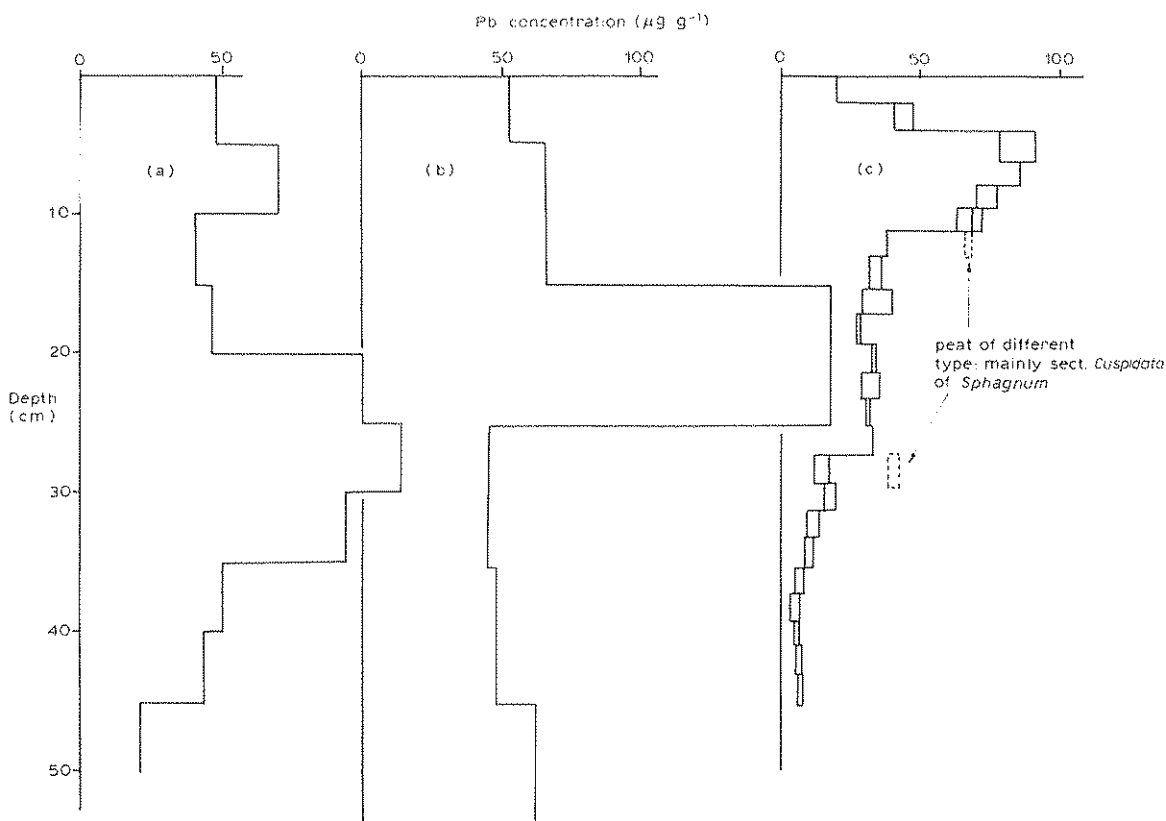 Pb concentration (μg g⁻¹)
0 50 0 50 100 0 50 100
(a) (b) (c)
10
20
peat of different
type: mainly sect. Cuspidata
of Sphagnum
Depth
(cm)
30
40
50